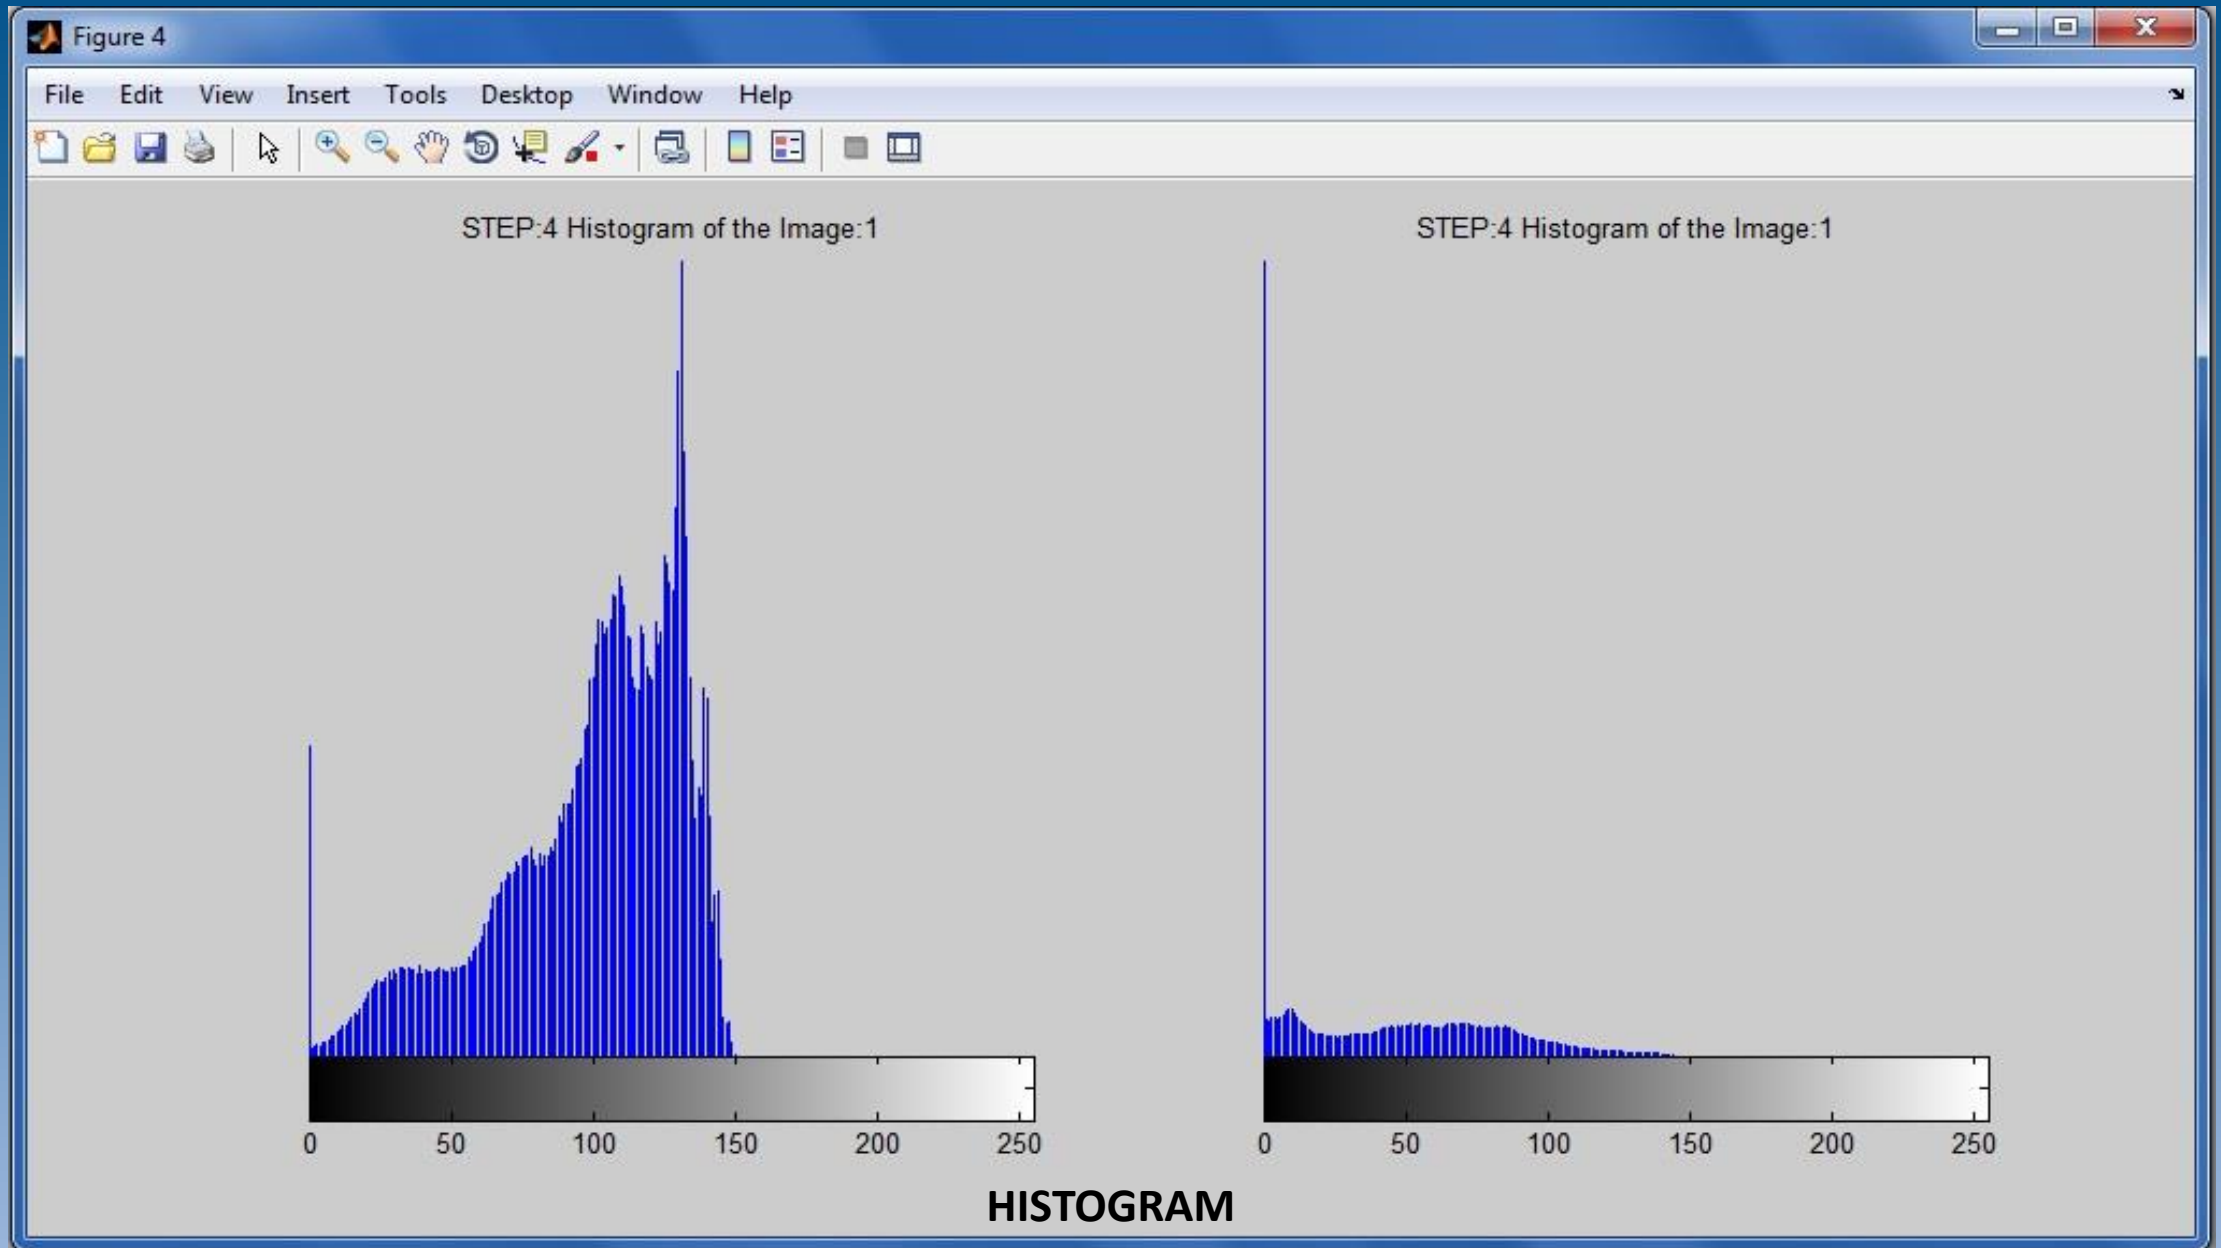 Figure 4
File Edit View Insert Tools Desktop Window Help
STEP:4 Histogram of the Image:1
STEP:4 Histogram of the Image:1
0 50 100 150 200 250
0 50 100 150 200 250
HISTOGRAM